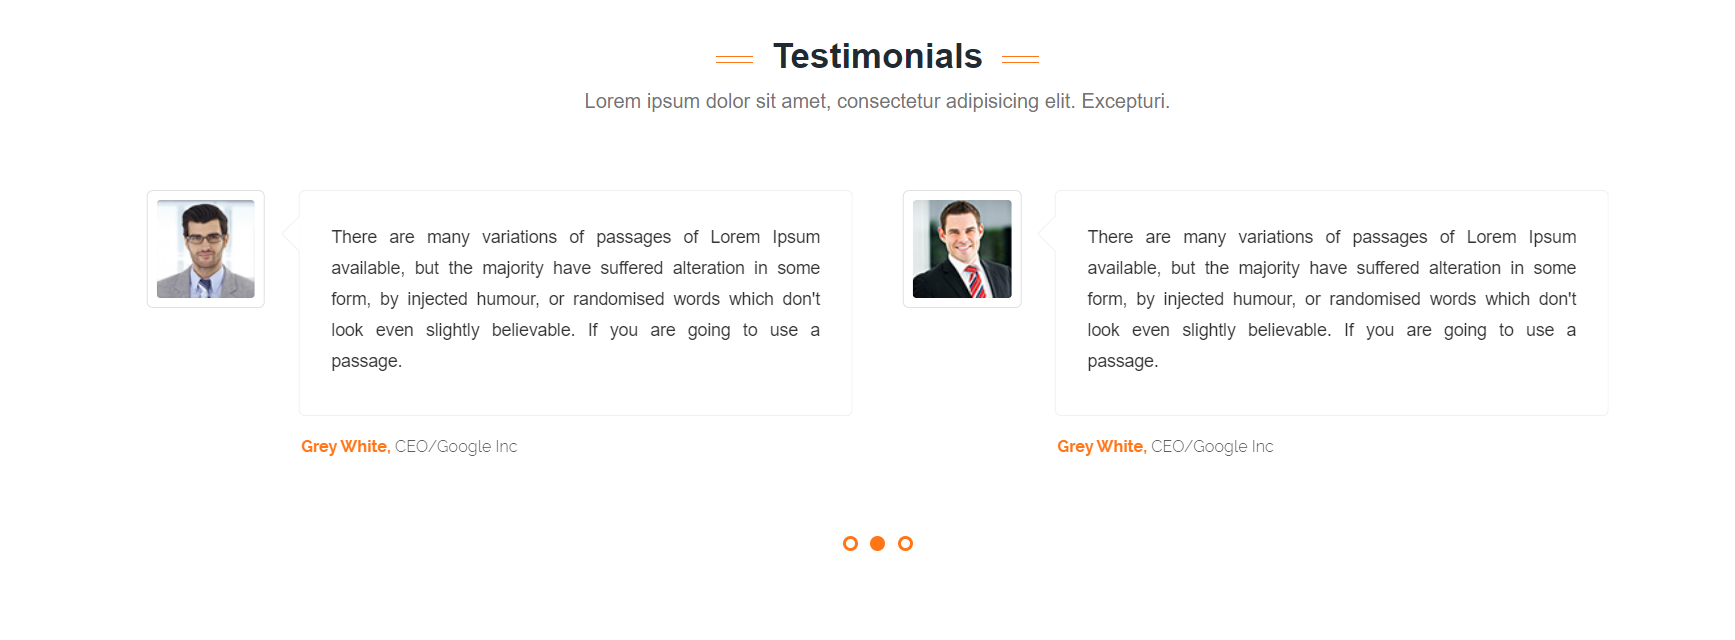 Testimonials
Lorem ipsum dolor sit amet, consectetur adipisicing elit. Excepturi.
There are many variations of passages of Lorem Ipsum
available, but the majority have suffered alteration in some
form, by injected humour, or randomised words which don't
look even slightly believable. If you are going to use a
passage.
Grey White, CEO/Google Inc
There are many variations of passages of Lorem Ipsum
available, but the majority have suffered alteration in some
form, by injected humour, or randomised words which don't
look even slightly believable. If you are going to use a
passage.
Grey White, CEO/Google Inc